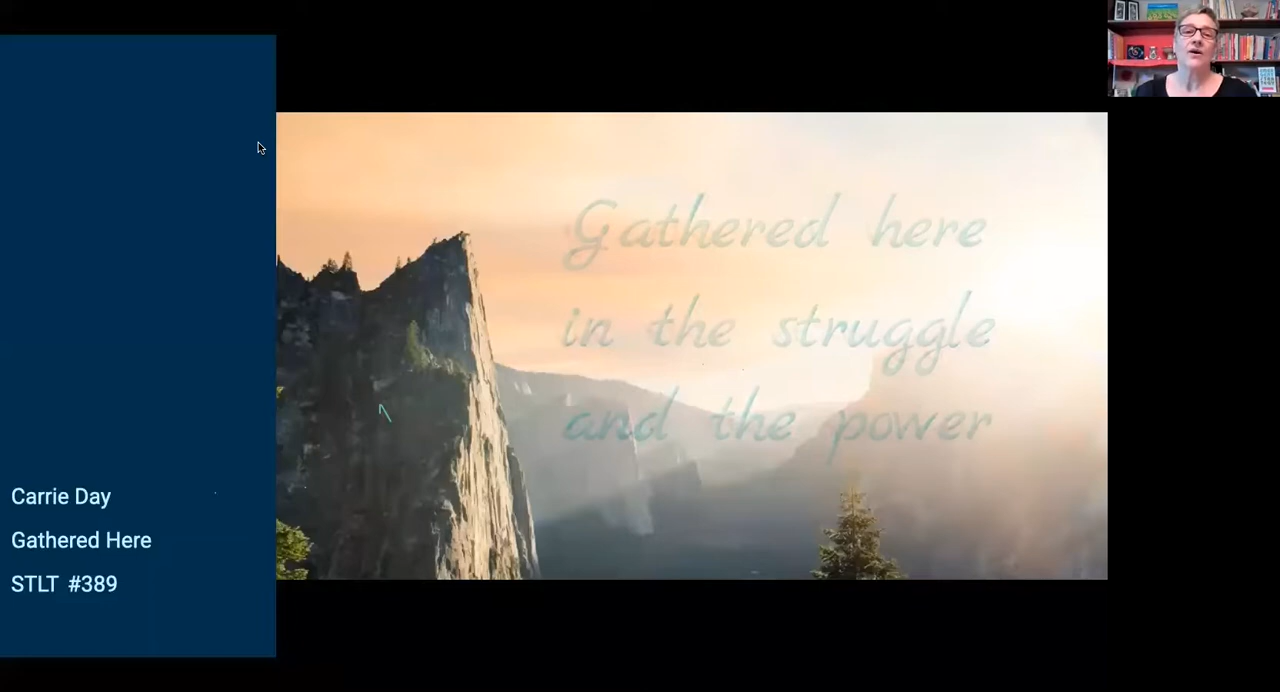 Gathered here
in the struggle
and the power
Carrie Day
Gathered Here
STLT #389